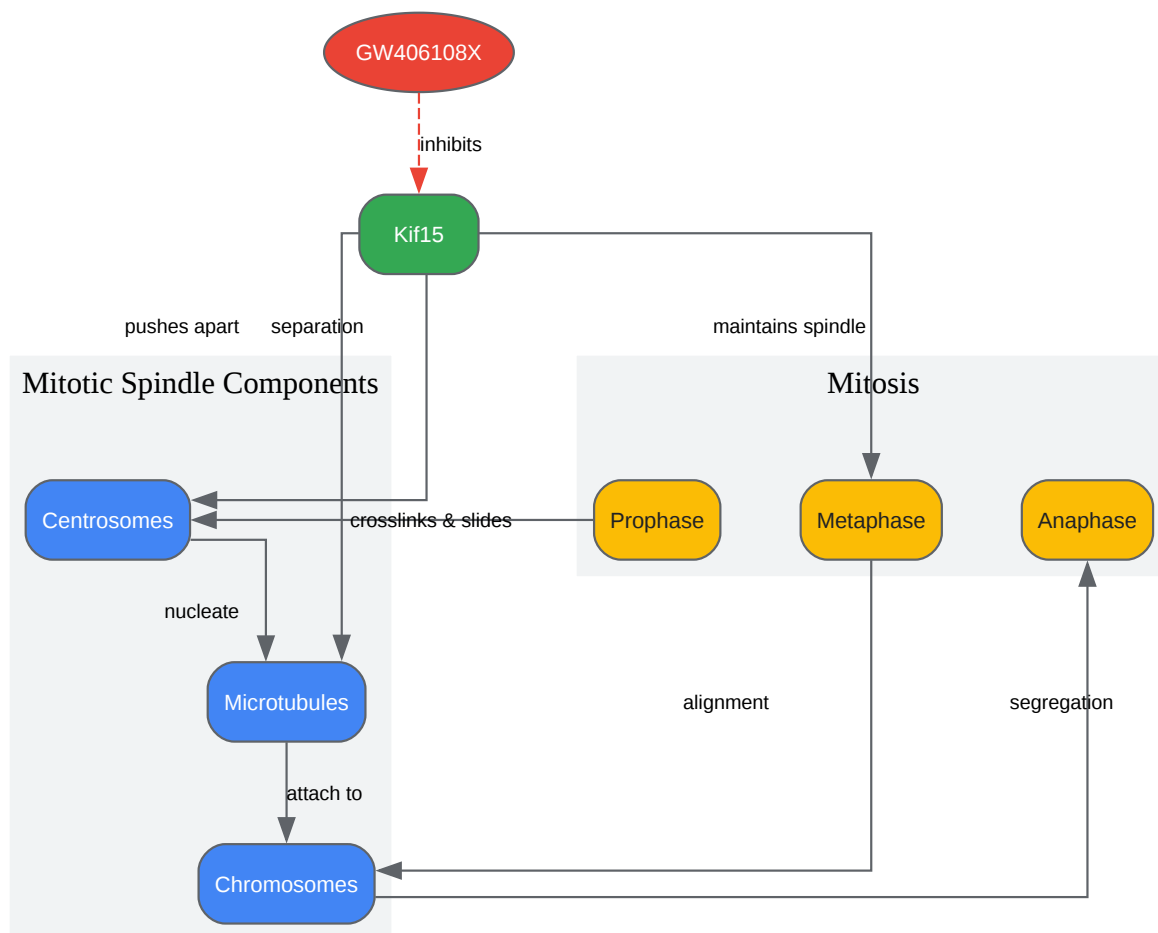 GW406108X
inhibits
Kif15
pushes apart
separation
maintains spindle
Mitotic Spindle Components
Mitosis
Centrosomes
crosslinks & slides
Prophase
Metaphase
Anaphase
nucleate
Microtubules
alignment
segregation
attach to
Chromosomes